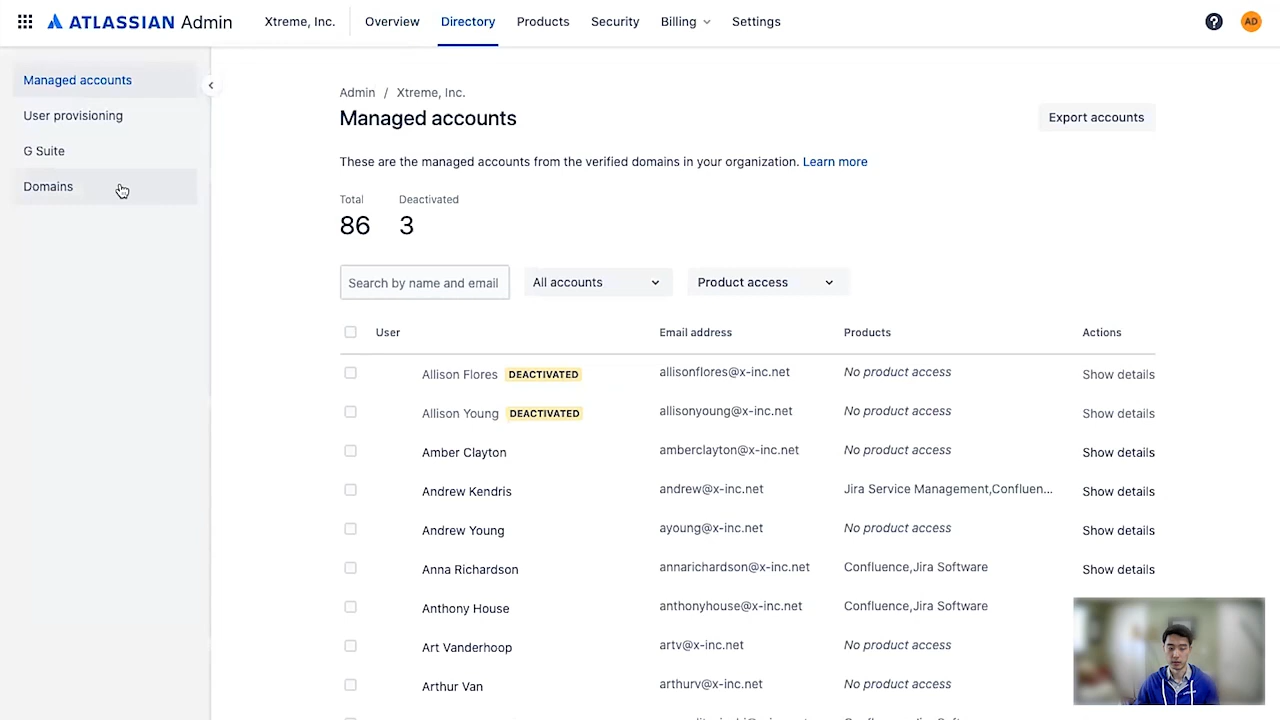 ATLASSIAN Admin
Xtreme, Inc.
Overview
Directory
Products
Security
Billing
Settings
?
AD
Managed accounts
User provisioning
G Suite
Domains
Admin / Xtreme, Inc.
Managed accounts
Export accounts
These are the managed accounts from the verified domains in your organization. Learn more
Total Deactivated
86 3
Search by name and email All accounts Product access
User Email address Products Actions
Allison Flores DEACTIVATED allisonflores@x-inc.net No product access Show details
Allison Young DEACTIVATED allisonyoung@x-inc.net No product access Show details
Amber Clayton amberclayton@x-inc.net No product access Show details
Andrew Kendris andrew@x-inc.net Jira Service Management,Confluen... Show details
Andrew Young ayoung@x-inc.net No product access Show details
Anna Richardson annarichardson@x-inc.net Confluence,Jira Software Show details
Anthony House anthonyhouse@x-inc.net Confluence,Jira Software
Art Vanderhoop artv@x-inc.net No product access
Arthur Van arthurv@x-inc.net No product access